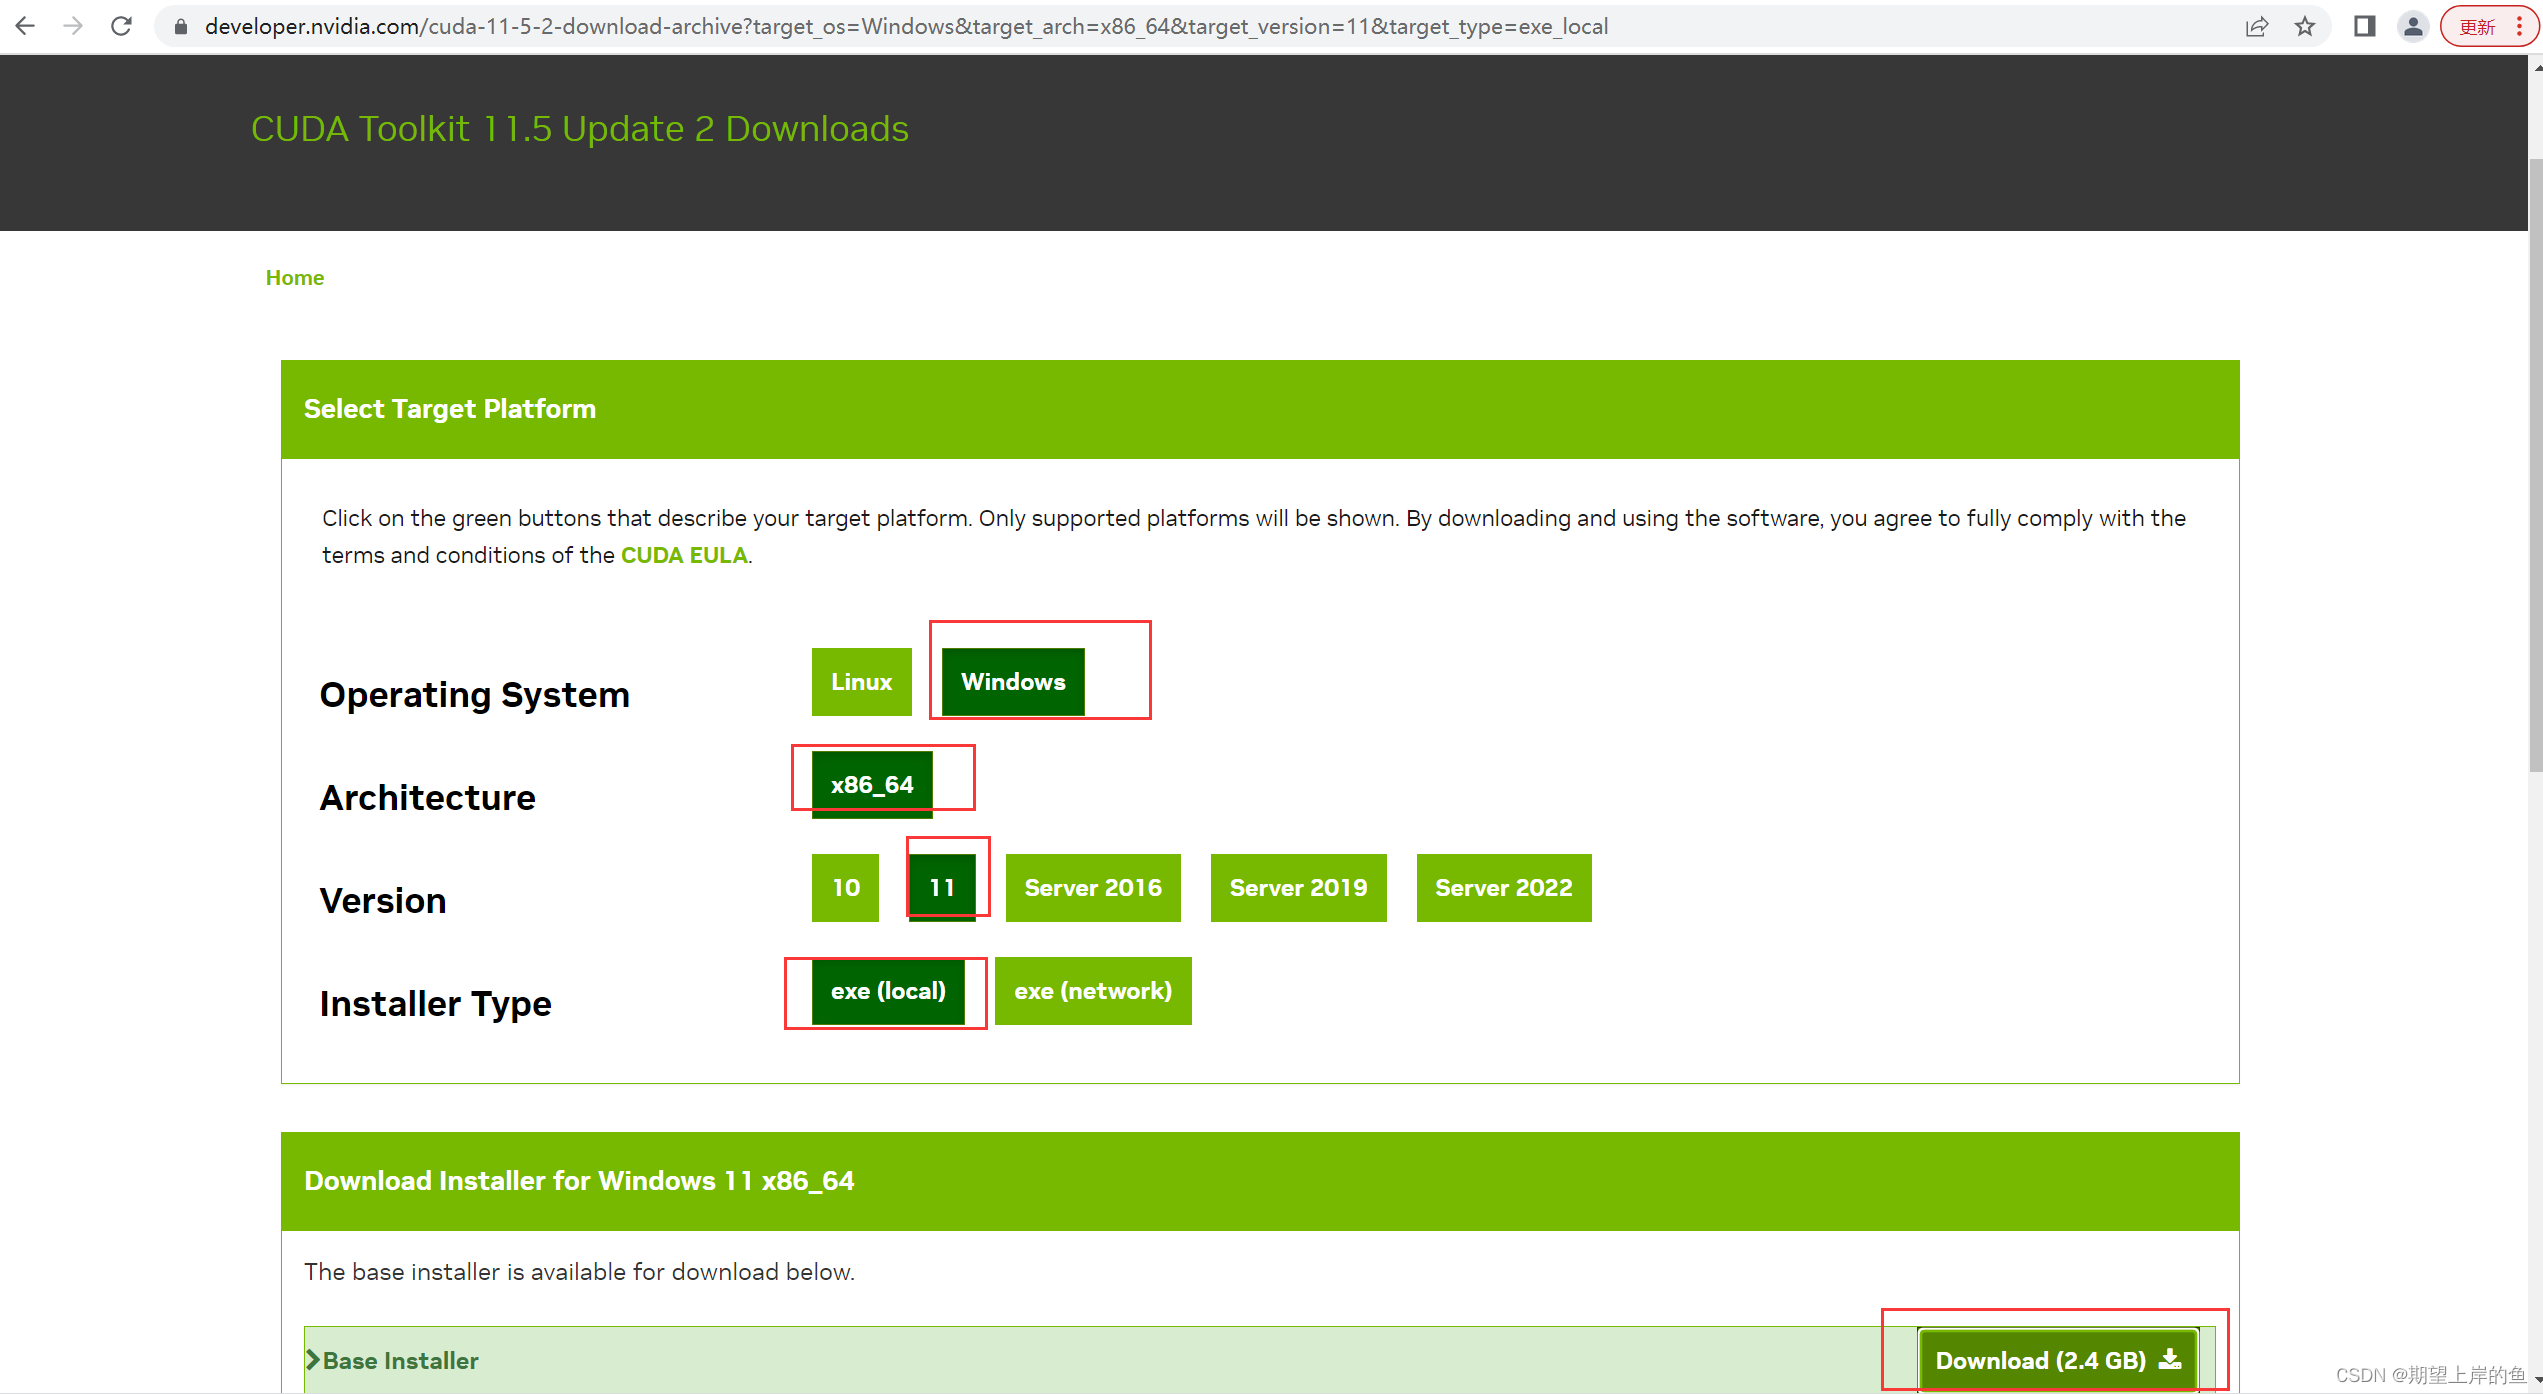 developer.nvidia.com/cuda-11-5-2-download-archive?target_os=Windows&target_arch=x86_64&target_version=11&target_type=exe_local
更新
CUDA Toolkit 11.5 Update 2 Downloads
Home
Select Target Platform
Click on the green buttons that describe your target platform. Only supported platforms will be shown. By downloading and using the software, you agree to fully comply with the
terms and conditions of the CUDA EULA.
Operating System
Linux
Windows
Architecture
x86_64
Version
10
11
Server 2016
Server 2019
Server 2022
Installer Type
exe (local)
exe (network)
Download Installer for Windows 11 x86_64
The base installer is available for download below.
Base Installer
Download (2.4 GB)
CSDN @期望上岸的鱼